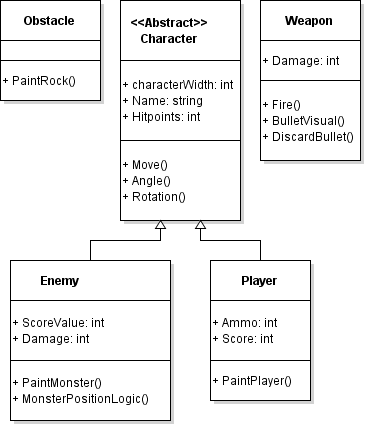 Obstacle
+ PaintRock()
<<Abstract>>
Character
+ characterWidth: int
+ Name: string
+ Hitpoints: int
+ Move()
+ Angle()
+ Rotation()
Weapon
+ Damage: int
+ Fire()
+ BulletVisual()
+ DiscardBullet()
Enemy
+ ScoreValue: int
+ Damage: int
+ PaintMonster()
+ MonsterPositionLogic()
Player
+ Ammo: int
+ Score: int
+ PaintPlayer()